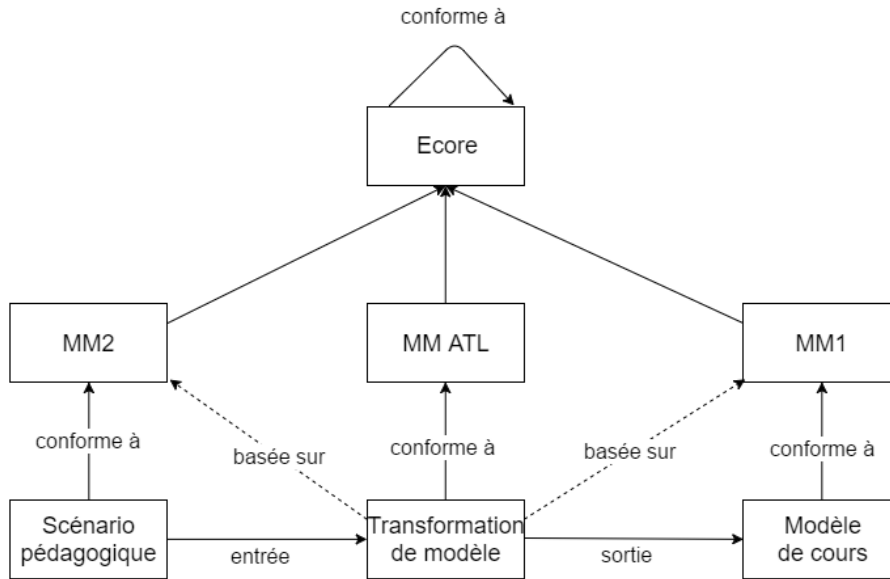 conforme à
Ecore
MM2
MM ATL
MM1
conforme à
basée sur
conforme à
basée sur
conforme à
Scénario
pédagogique
entrée
Transformation
de modèle
sortie
Modèle
de cours